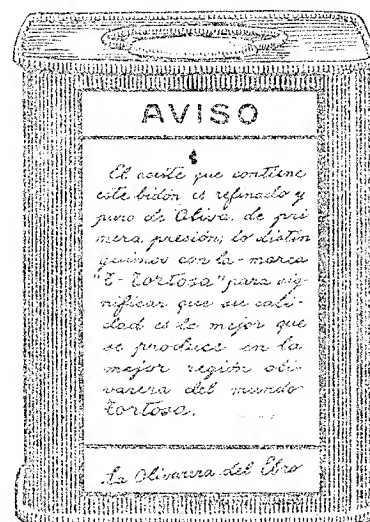 AVISO
El aceite que contiene
este bidón es refinado y
puro de Oliva, de pri
mera presión; lo distin
guimos con la - marca
"E-Tortosa" para sig-
nificar que su cali-
dad es la mejor que
se produce en la
mejor región oli-
varera del mundo
Tortosa.
La Olivarera del Ebro